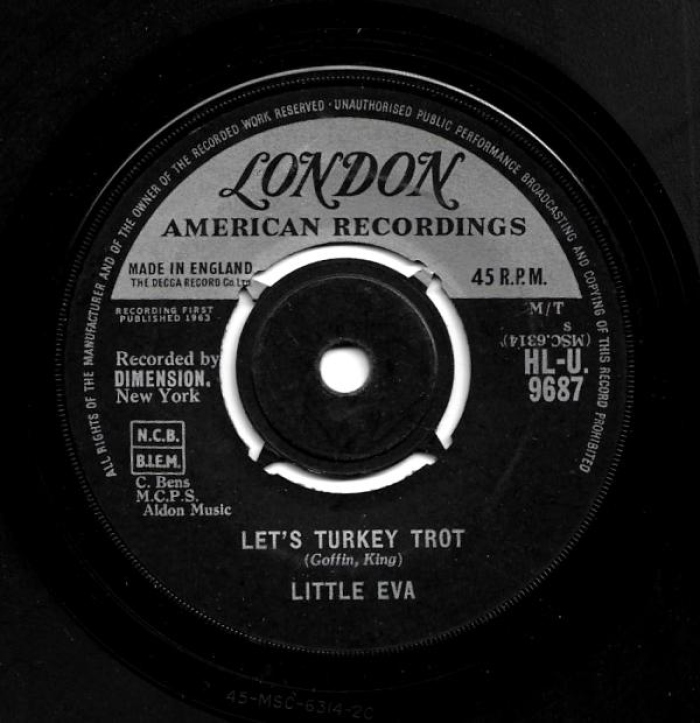 ALL RIGHTS OF THE MANUFACTURER AND OF THE OWNER OF THE RECORDED WORK RESERVED · UNAUTHORISED PUBLIC PERFORMANCE BROADCASTING AND COPYING OF THIS RECORD PROHIBITED
LONDON
AMERICAN RECORDINGS
MADE IN ENGLAND
THE DECCA RECORD Co. Ltd
45 R.P.M.
RECORDING FIRST
PUBLISHED 1963
M/T
S
(MSC.6314)
Recorded by
DIMENSION.
New York
HL-U.
9687
N.C.B.
B.I.E.M.
C. Bens
M.C.P.S.
Aldon Music
LET'S TURKEY TROT
(Goffin, King)
LITTLE EVA
45-MSC-6314-2C